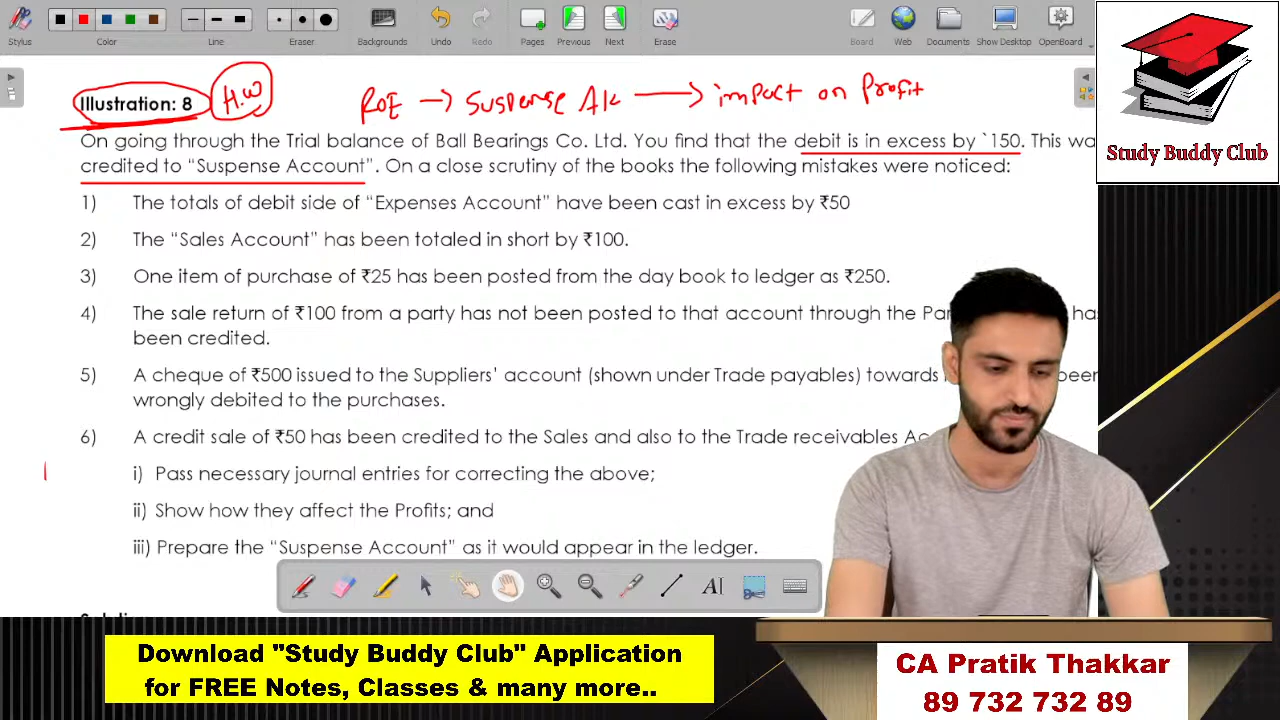 Stylus
Color
Line
Eraser
Backgrounds
Undo
Redo
Pages
Previous
Next
Erase
Board
Web
Documents
Show Desktop
OpenBoard
Study Buddy Club
Illustration: 8
H.W
ROE → Suspense A/c → impact on Profit
On going through the Trial balance of Ball Bearings Co. Ltd. You find that the debit is in excess by `150. This wa
credited to “Suspense Account”. On a close scrutiny of the books the following mistakes were noticed:
1) The totals of debit side of “Expenses Account” have been cast in excess by ₹50
2) The “Sales Account” has been totaled in short by ₹100.
3) One item of purchase of ₹25 has been posted from the day book to ledger as ₹250.
4) The sale return of ₹100 from a party has not been posted to that account through the Par has
been credited.
5) A cheque of ₹500 issued to the Suppliers’ account (shown under Trade payables) towards been
wrongly debited to the purchases.
6) A credit sale of ₹50 has been credited to the Sales and also to the Trade receivables Ac
i) Pass necessary journal entries for correcting the above;
ii) Show how they affect the Profits; and
iii) Prepare the “Suspense Account” as it would appear in the ledger.
Download "Study Buddy Club" Application
for FREE Notes, Classes & many more..
CA Pratik Thakkar
89 732 732 89